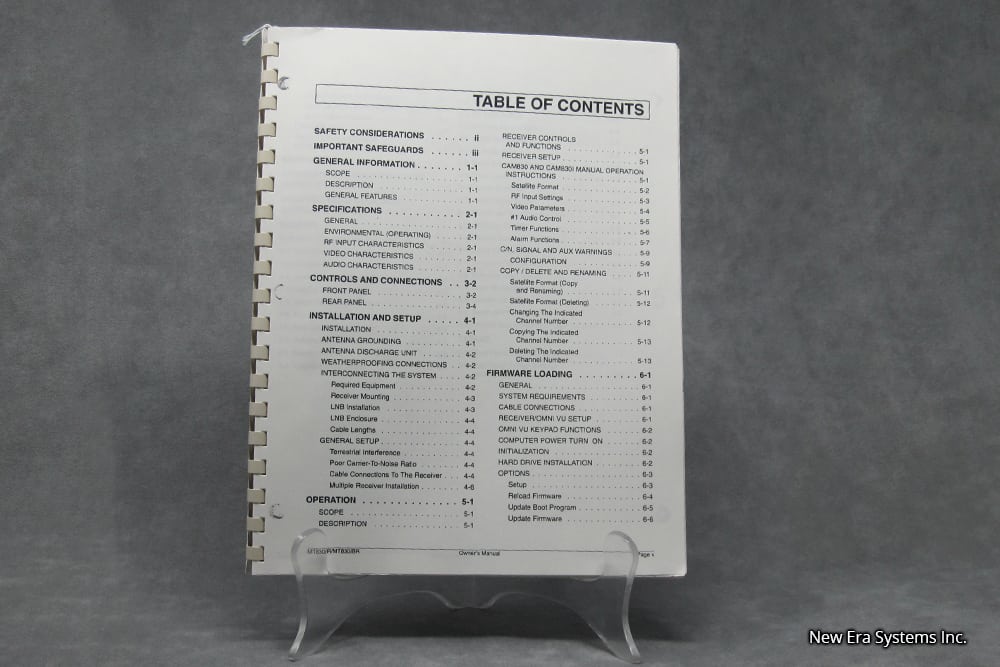 TABLE OF CONTENTS
SAFETY CONSIDERATIONS . . . . . . ii
IMPORTANT SAFEGUARDS . . . . . iii
GENERAL INFORMATION . . . . . . . 1-1
SCOPE . . . . . . . . . . . . . . . 1-1
DESCRIPTION . . . . . . . . . . . . 1-1
GENERAL FEATURES . . . . . . . . . 1-1
SPECIFICATIONS . . . . . . . . . . 2-1
GENERAL . . . . . . . . . . . . . . 2-1
ENVIRONMENTAL (OPERATING) . . . . . 2-1
RF INPUT CHARACTERISTICS . . . . . 2-1
VIDEO CHARACTERISTICS . . . . . . . 2-1
AUDIO CHARACTERISTICS . . . . . . . 2-1
CONTROLS AND CONNECTIONS . . 3-2
FRONT PANEL . . . . . . . . . . . . 3-2
REAR PANEL . . . . . . . . . . . . 3-4
INSTALLATION AND SETUP . . . . . 4-1
INSTALLATION . . . . . . . . . . . 4-1
ANTENNA GROUNDING . . . . . . . . . 4-1
ANTENNA DISCHARGE UNIT . . . . . . 4-2
WEATHERPROOFING CONNECTIONS . . . 4-2
INTERCONNECTING THE SYSTEM . . . . 4-2
Required Equipment . . . . . . . . 4-2
Receiver Mounting . . . . . . . . . 4-3
LNB Installation . . . . . . . . . 4-3
LNB Enclosure . . . . . . . . . . . 4-4
Cable Lengths . . . . . . . . . . . 4-4
GENERAL SETUP . . . . . . . . . . . 4-4
Terrestrial Interference . . . . . 4-4
Poor Carrier-To-Noise Ratio . . . . 4-4
Cable Connections To The Receiver . . . 4-4
Multiple Receiver Installation . . . . 4-6
OPERATION . . . . . . . . . . . . . 5-1
SCOPE . . . . . . . . . . . . . . . 5-1
DESCRIPTION . . . . . . . . . . . . 5-1
RECEIVER CONTROLS
AND FUNCTIONS . . . . . . . . . . . 5-1
RECEIVER SETUP . . . . . . . . . . 5-1
CAM830 AND CAM830I MANUAL OPERATION
INSTRUCTIONS . . . . . . . . . . . 5-1
Satellite Format . . . . . . . . . 5-2
RF Input Settings . . . . . . . . . 5-3
Video Parameters . . . . . . . . . 5-4
#1 Audio Control . . . . . . . . . 5-5
Timer Functions . . . . . . . . . . 5-6
Alarm Functions . . . . . . . . . . 5-7
C/N, SIGNAL AND AUX WARNINGS . . . 5-9
CONFIGURATION . . . . . . . . . . . 5-9
COPY / DELETE AND RENAMING . . . . 5-11
Satellite Format (Copy
and Renaming) . . . . . . . . . . . 5-11
Satellite Format (Deleting) . . . . 5-12
Changing The Indicated
Channel Number . . . . . . . . . . 5-12
Copying The Indicated
Channel Number . . . . . . . . . . 5-13
Deleting The Indicated
Channel Number . . . . . . . . . . 5-13
FIRMWARE LOADING . . . . . . . . . 6-1
GENERAL . . . . . . . . . . . . . . 6-1
SYSTEM REQUIREMENTS . . . . . . . . 6-1
CABLE CONNECTIONS . . . . . . . . . 6-1
RECEIVER/OMNI VU SETUP . . . . . . 6-1
OMNI VU KEYPAD FUNCTIONS . . . . . 6-2
COMPUTER POWER TURN ON . . . . . . 6-2
INITIALIZATION . . . . . . . . . . 6-2
HARD DRIVE INSTALLATION . . . . . . 6-2
OPTIONS . . . . . . . . . . . . . . 6-3
Setup . . . . . . . . . . . . . . . 6-3
Reload Firmware . . . . . . . . . . 6-4
Update Boot Program . . . . . . . . 6-5
Update Firmware . . . . . . . . . . 6-6
Owner's Manual
New Era Systems Inc.